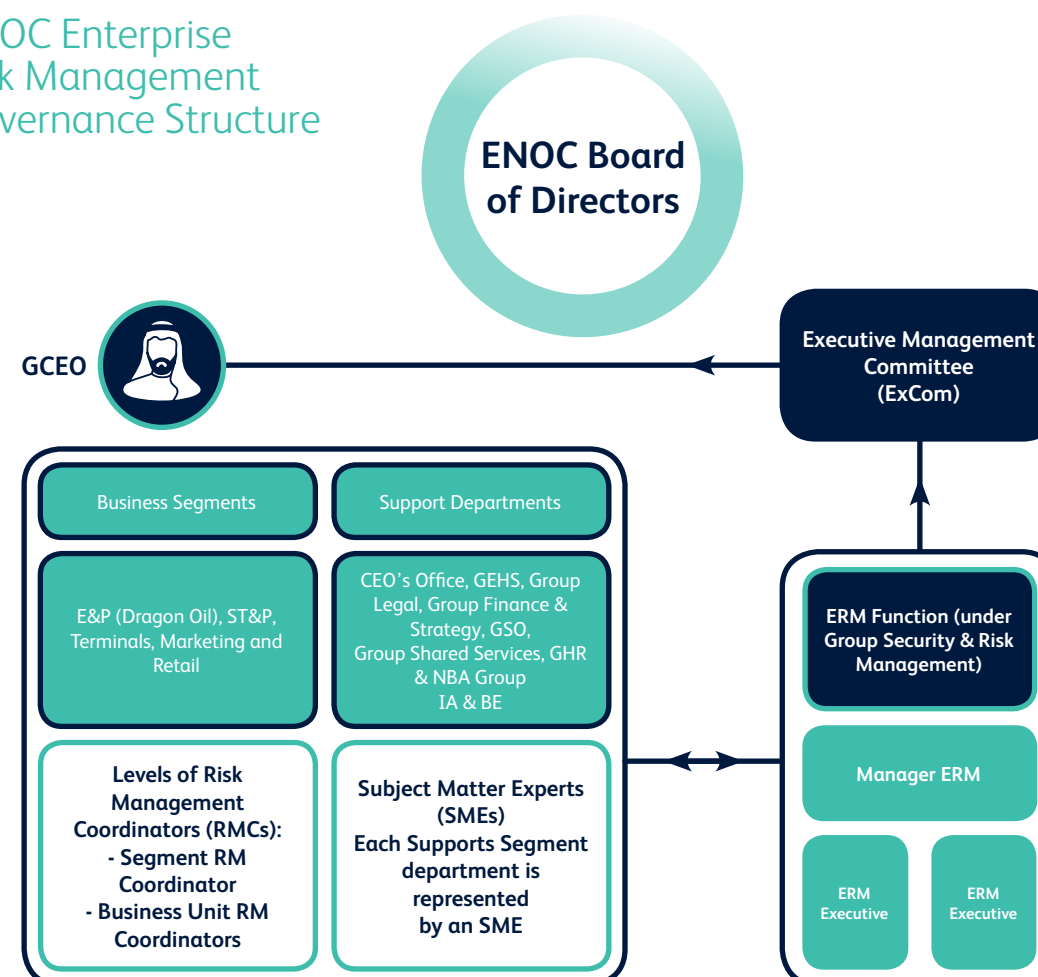 OC Enterprise
k Management
vernance Structure
ENOC Board
of Directors
GCEO
Executive Management
Committee
(ExCom)
Business Segments
Support Departments
E&P (Dragon Oil), ST&P,
Terminals, Marketing and
Retail
CEO’s Office, GEHS, Group
Legal, Group Finance &
Strategy, GSO,
Group Shared Services, GHR
& NBA Group
IA & BE
Levels of Risk
Management
Coordinators (RMCs):
- Segment RM
Coordinator
- Business Unit RM
Coordinators
Subject Matter Experts
(SMEs)
Each Supports Segment
department is
represented
by an SME
ERM Function (under
Group Security & Risk
Management)
Manager ERM
ERM
Executive
ERM
Executive